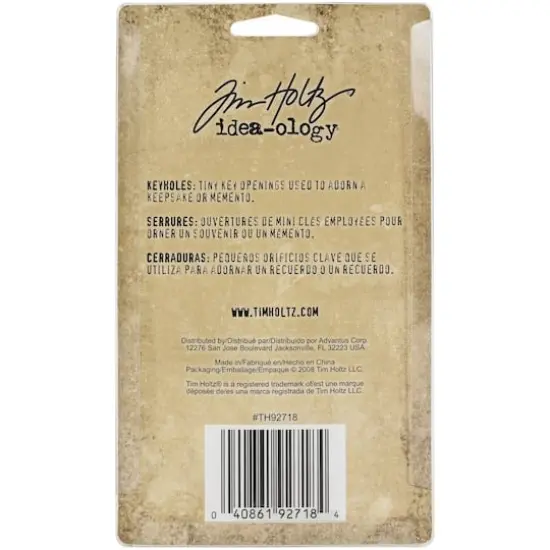 Tim Holtz
idea-ology®
KEYHOLES: TINY KEY OPENINGS USED TO ADORN A
KEEPSAKE OR MEMENTO.
SERRURES: OUVERTURES DE MINI CLÉS EMPLOYÉES POUR
ORNER UN SOUVENIR OU UN MEMENTO.
CERRADURAS: PEQUEÑOS ORIFICIOS CLAVE QUE SE
UTILIZA PARA ADORNAR UN RECUERDO O UN RECUERDO.
WWW.TIMHOLTZ.COM
Distributed by/Distribué par/Distribuido por Advantus Corp.
12276 San Jose Boulevard Jacksonville, FL 32223 USA
Made in/Fabriqué en/Hecho en China
Packaging/Emballage/Empaque © 2008 Tim Holtz LLC.
Tim Holtz® is a registered trademark of/est une marque
déposée de/es una marca registrada de Tim Holtz LLC.
#TH92718
0 40861 92718 4